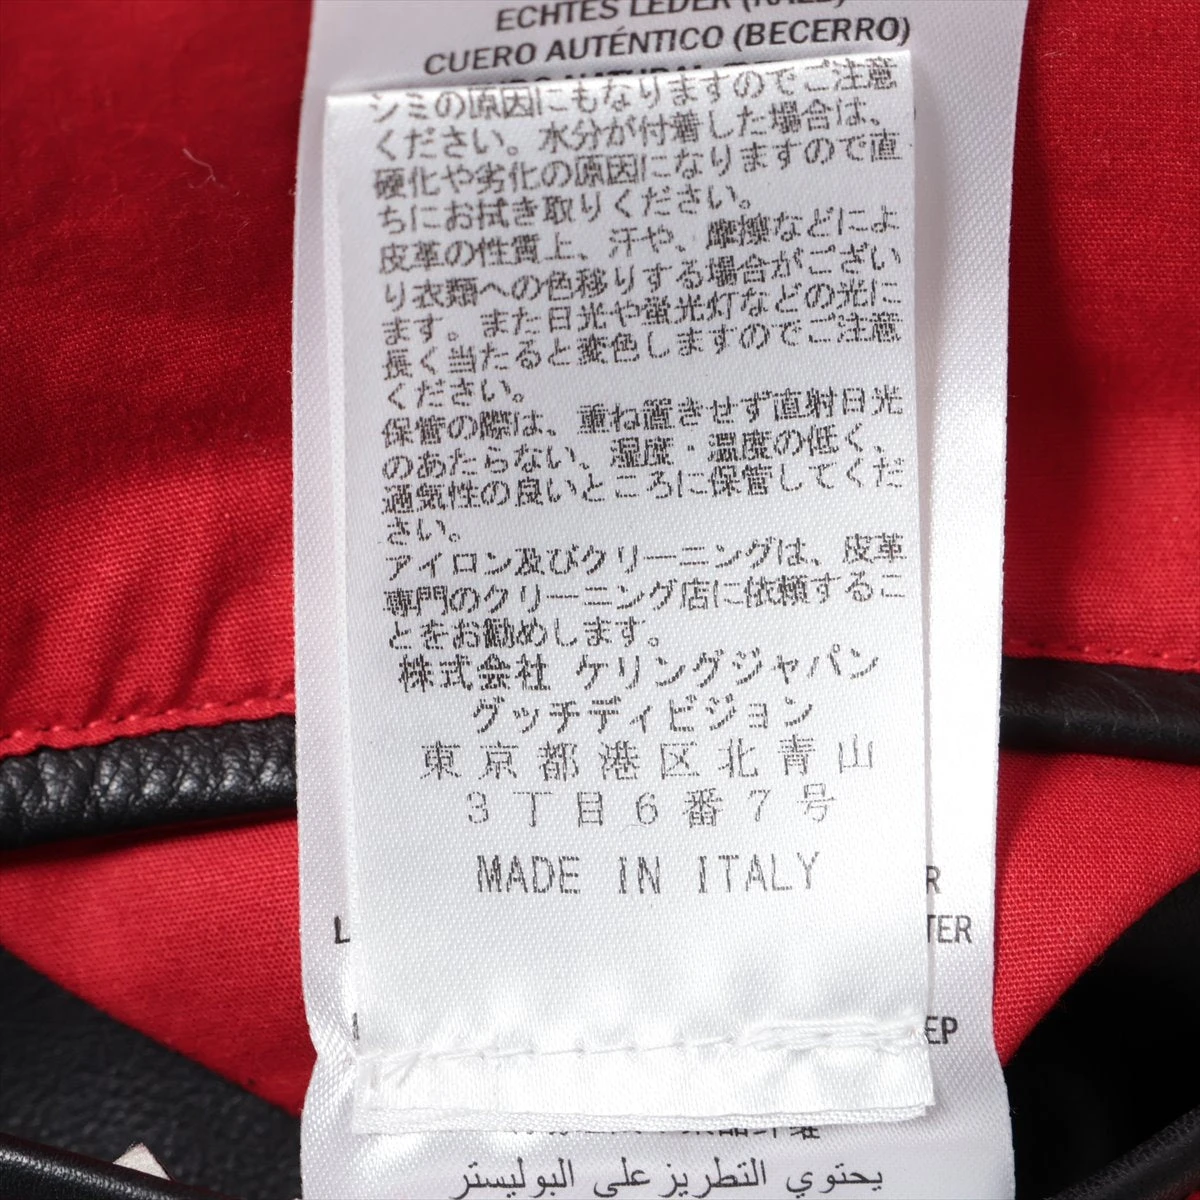 ECHTES LEDER (KALB)
CUERO AUTÉNTICO (BECERRO)
シミの原因にもなりますのでご注意
ください。水分が付着した場合は、
硬化や劣化の原因になりますので直
ちにお拭き取りください。
皮革の性質上、汗や、摩擦などによ
り衣類への色移りする場合がござい
ます。また日光や蛍光灯などの光に
長く当たると変色しますのでご注意
ください。
保管の際は、重ね置きせず直射日光
のあたらない、湿度・温度の低く、
通気性の良いところに保管してくだ
さい。
アイロン及びクリーニングは、皮革
専門のクリーニング店に依頼するこ
とをお勧めします。
株式会社 ケリングジャパン
グッチディビジョン
東京都港区北青山
3丁目6番7号
MADE IN ITALY
R
L TER
EP
يحتوي التطريز على البوليستر